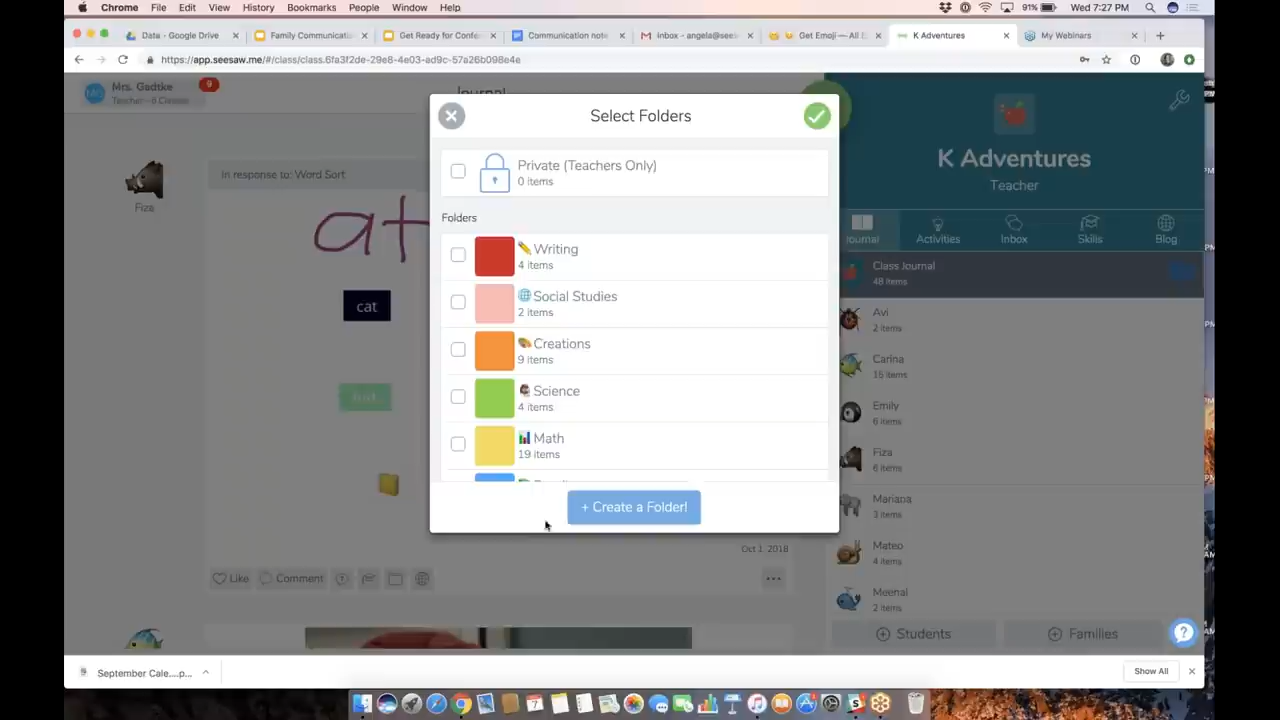 Chrome File Edit View History Bookmarks People Window Help 91% Wed 7:27 PM
Data - Google Drive Family Communicati Get Ready for Confe Communication note Inbox - angela@sees Get Emoji — All E K Adventures My Webinars
https://app.seesaw.me/#/class/class.6fa3f2de-29e8-4e03-ad9c-57a26b098e4e
Mrs. Gadtke
9
Journal
Select Folders
K Adventures
Teacher
Journal Activities Inbox Skills Blog
Private (Teachers Only)
0 items
Folders
Writing
4 items
Social Studies
2 items
Creations
9 items
Science
4 items
Math
19 items
+ Create a Folder!
In response to: Word Sort
Fiza
at
cat
Oct 1, 2018
Like Comment
Class Journal
48 items
Avi
2 items
Carina
15 items
Emily
6 items
Fiza
6 items
Mariana
3 items
Mateo
4 items
Meenal
2 items
Students Families
?
September Cale....p...
Show All